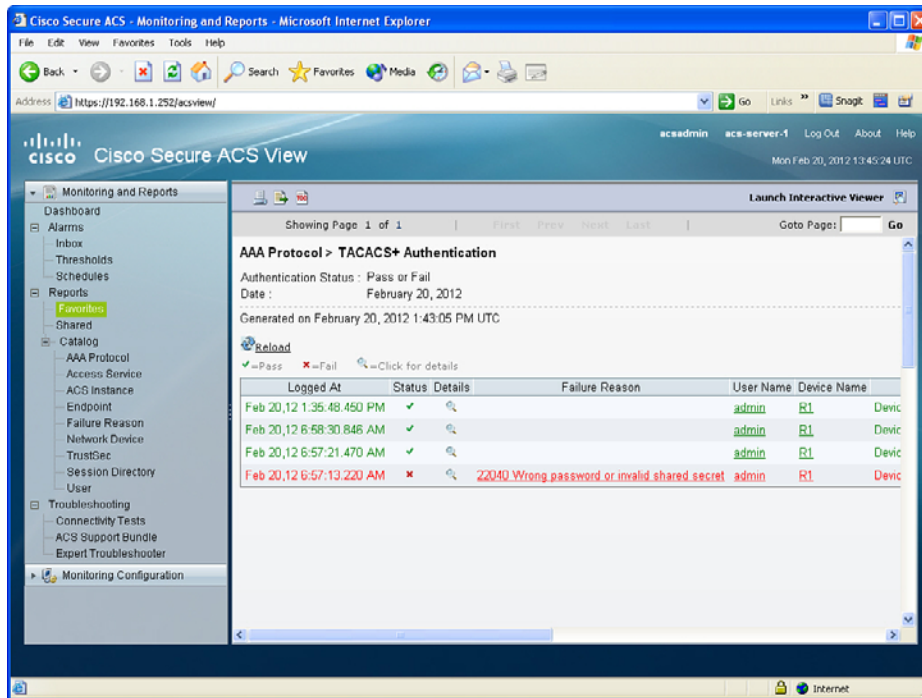 Cisco Secure ACS - Monitoring and Reports - Microsoft Internet Explorer
File Edit View Favorites Tools Help
Back Search Favorites Media
Address https://192.168.1.252/acsview/ Go Links » Snagit
acsadmin acs-server-1 Log Out About Help
cisco Cisco Secure ACS View
Mon Feb 20, 2012 13:45:24 UTC
Monitoring and Reports
Dashboard
Alarms
Inbox
Thresholds
Schedules
Reports
Favorites
Shared
Catalog
AAA Protocol
Access Service
ACS Instance
Endpoint
Failure Reason
Network Device
TrustSec
Session Directory
User
Troubleshooting
Connectivity Tests
ACS Support Bundle
Expert Troubleshooter
Monitoring Configuration
Launch Interactive Viewer
Showing Page 1 of 1 | First Prev Next Last | Goto Page: Go
AAA Protocol > TACACS+ Authentication
Authentication Status : Pass or Fail
Date : February 20, 2012
Generated on February 20, 2012 1:43:05 PM UTC
Reload
✔=Pass ✖=Fail =Click for details
Logged At Status Details Failure Reason User Name Device Name
Feb 20,12 1:35:48.450 PM ✔ admin R1 Devic
Feb 20,12 6:58:30.846 AM ✔ admin R1 Devic
Feb 20,12 6:57:21.470 AM ✔ admin R1 Devic
Feb 20,12 6:57:13.220 AM ✖ 22040 Wrong password or invalid shared secret admin R1 Devic
Internet